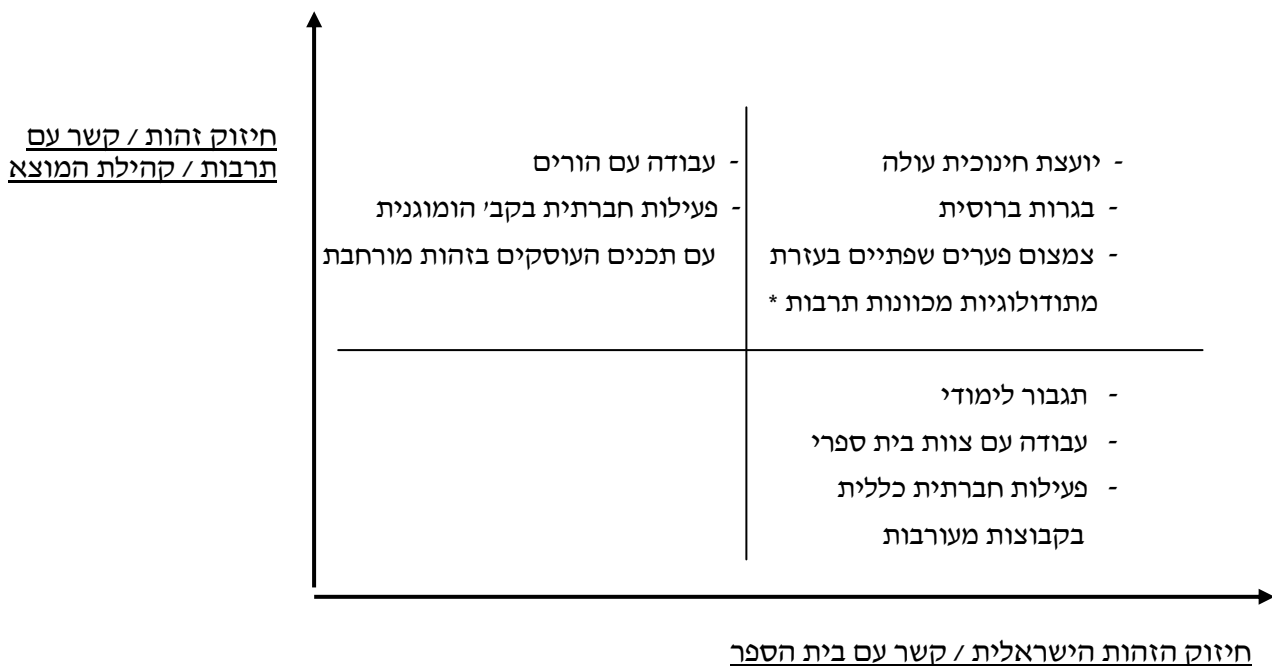 חיזוק זהות / קשר עם
תרבות / קהילת המוצא
- יועצת חינוכית עולה
- בגרות ברוסית
- צמצום פערים שפתיים בעזרת
מתודולוגיות מכוונות תרבות *
- עבודה עם הורים
- פעילות חברתית בקב' הומוגנית
עם תכנים העוסקים בזהות מורחבת
- תגבור לימודי
- עבודה עם צוות בית ספרי
- פעילות חברתית כללית
בקבוצות מעורבות
חיזוק הזהות הישראלית / קשר עם בית הספר